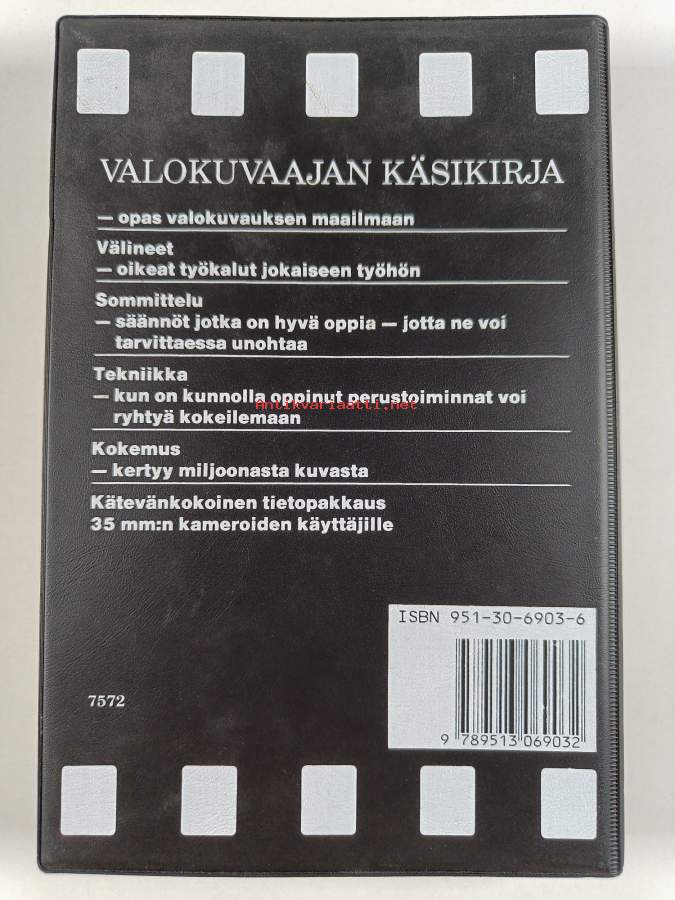 VALOKUVAAJAN KÄSIKIRJA
— opas valokuvauksen maailmaan
Välineet
— oikeat työkalut jokaiseen työhön
Sommittelu
— säännöt jotka on hyvä oppia — jotta ne voi
tarvittaessa unohtaa
Tekniikka
— kun on kunnolla oppinut perustoiminnat voi
Antikvariaatti.net
ryhtyä kokeilemaan
Kokemus
— kertyy miljoonasta kuvasta
Kätevänkokoinen tietopakkaus
35 mm:n kameroiden käyttäjille
ISBN 951-30-6903-6
7572
9 789513 069032